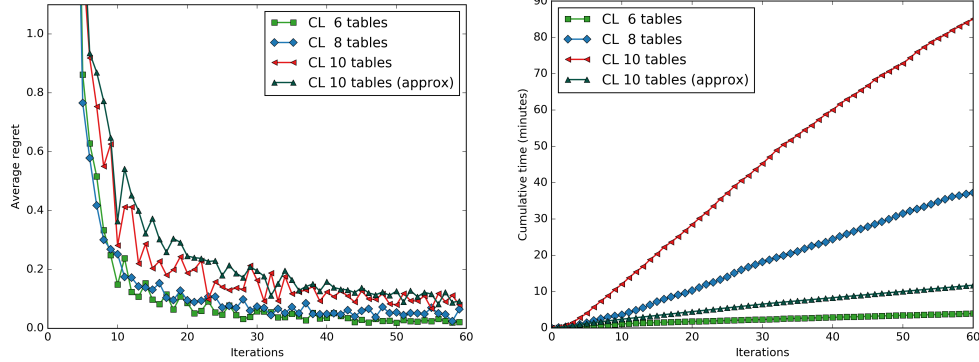 1.0
0.8
0.6
0.4
0.2
0.0
Average regret
0 10 20 30 40 50 60
Iterations
CL 6 tables
CL 8 tables
CL 10 tables
CL 10 tables (approx)
90
80
70
60
50
40
30
20
10
0
Cumulative time (minutes)
0 10 20 30 40 50 60
Iterations
CL 6 tables
CL 8 tables
CL 10 tables
CL 10 tables (approx)